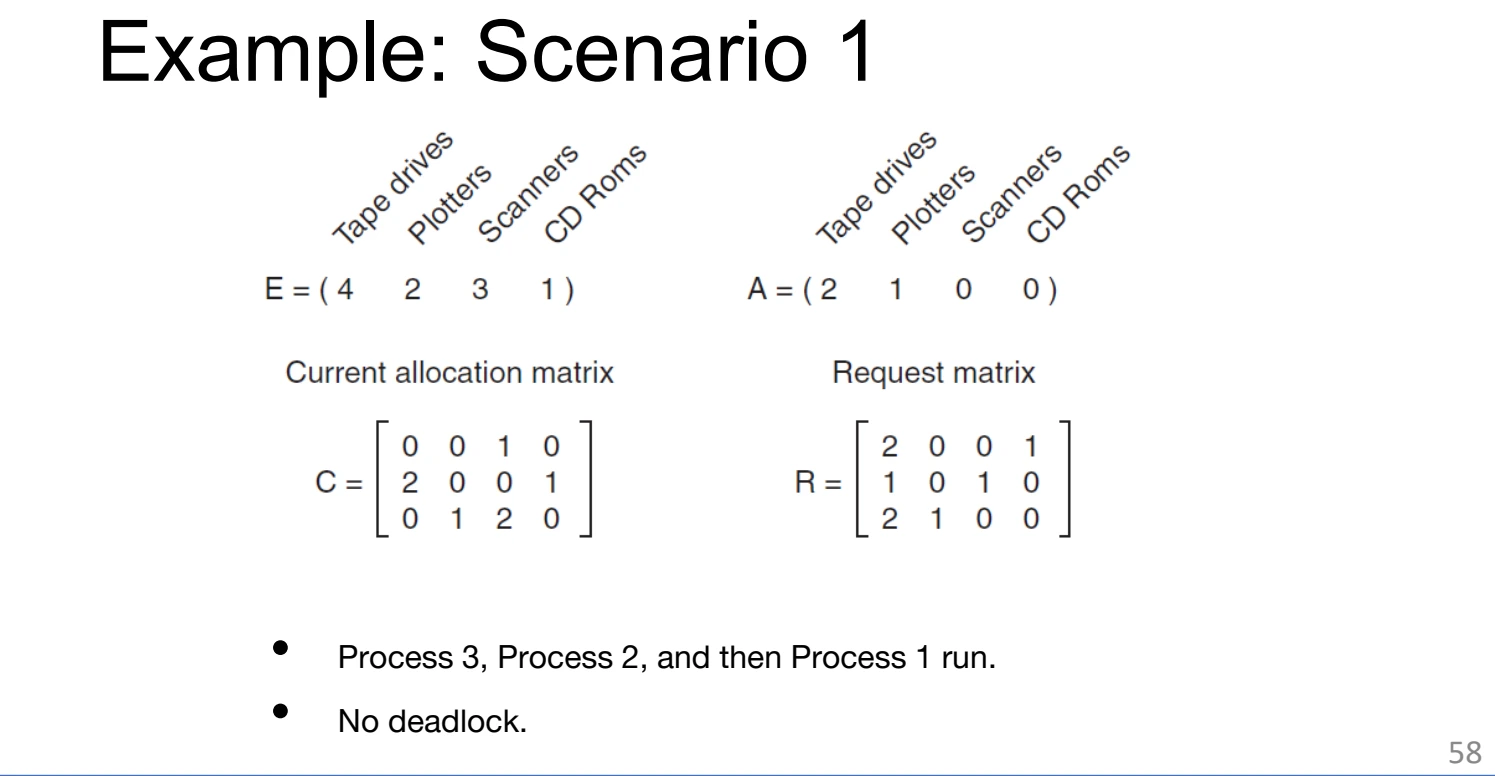 Example: Scenario 1
Tape drives Plotters Scanners CD Roms Tape drives Plotters Scanners CD Roms
E = ( 4 2 3 1 ) A = ( 2 1 0 0 )
Current allocation matrix Request matrix
0 0 1 0 2 0 0 1
C = 2 0 0 1 R = 1 0 1 0
0 1 2 0 2 1 0 0
• Process 3, Process 2, and then Process 1 run.
• No deadlock.
58